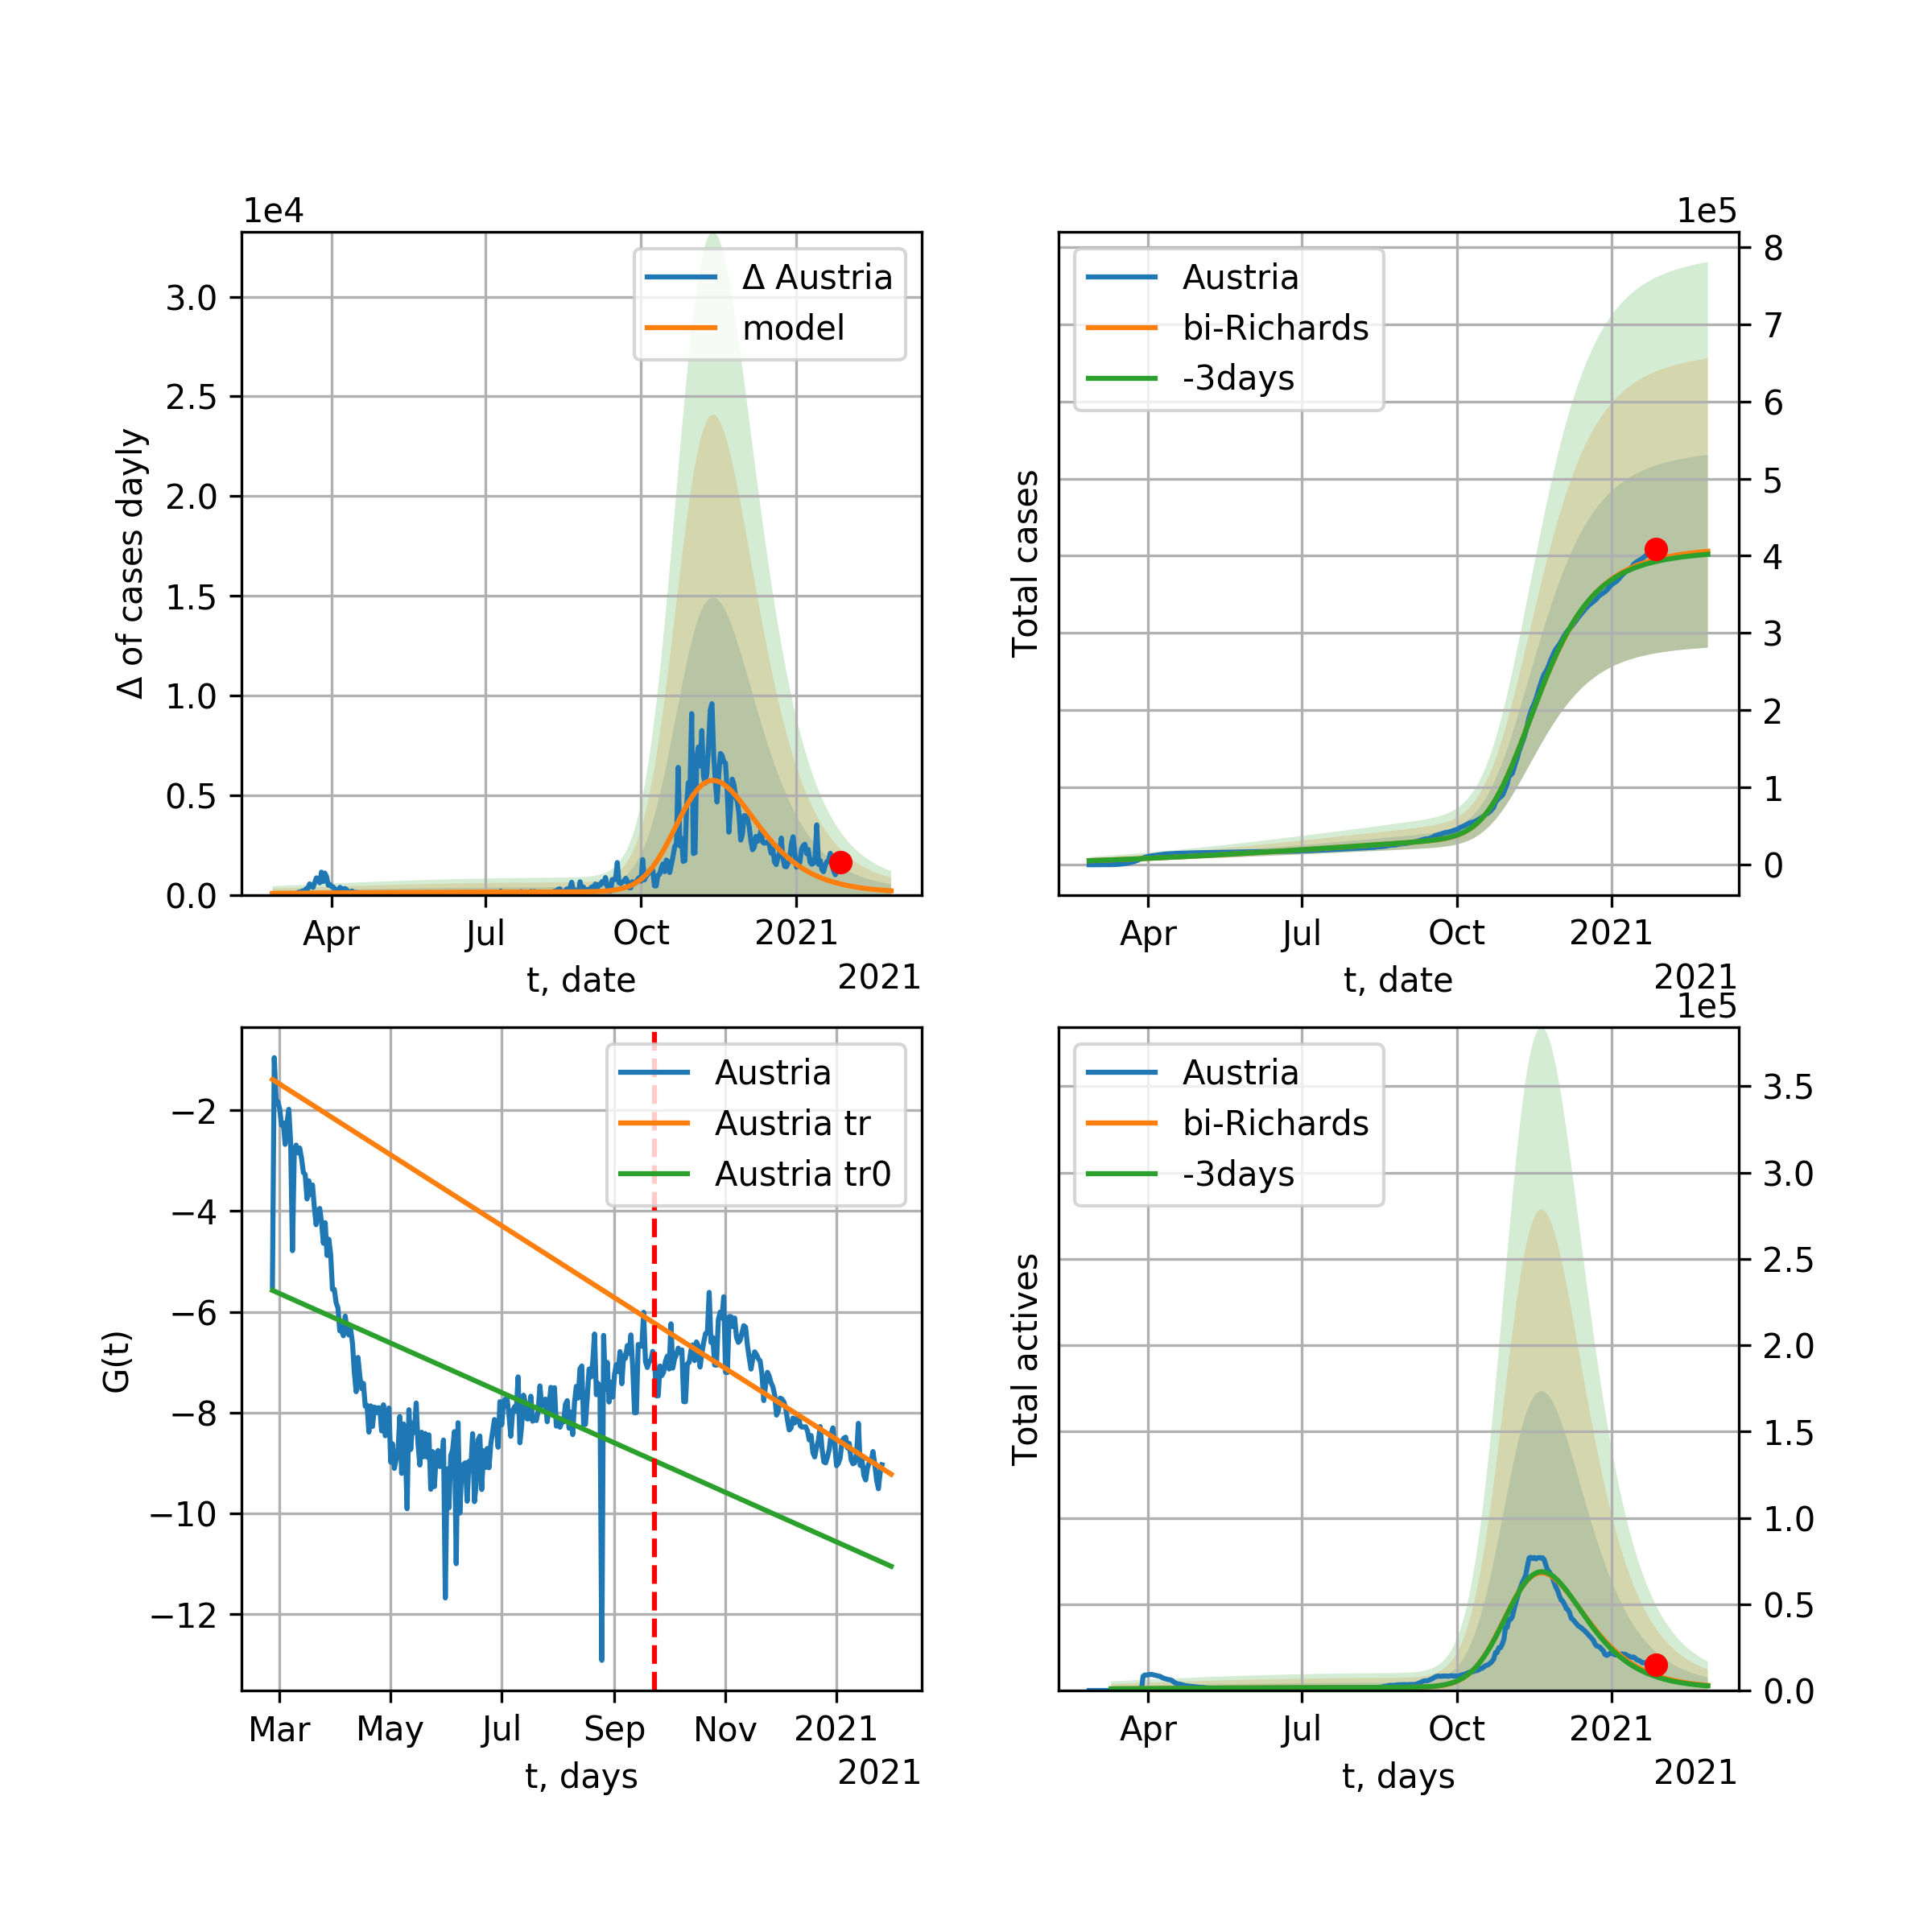 1e4
Δ of cases dayly
3.0
2.5
2.0
1.5
1.0
0.5
0.0
Δ Austria
model
Apr Jul Oct 2021
t, date
2021
1e5
Total cases
Austria
bi-Richards
-3days
8
7
6
5
4
3
2
1
0
Apr Jul Oct 2021
t, date
2021
G(t)
−2
−4
−6
−8
−10
−12
Austria
Austria tr
Austria tr0
Mar May Jul Sep Nov 2021
t, days
2021
1e5
Total actives
Austria
bi-Richards
-3days
3.5
3.0
2.5
2.0
1.5
1.0
0.5
0.0
Apr Jul Oct 2021
t, days
2021